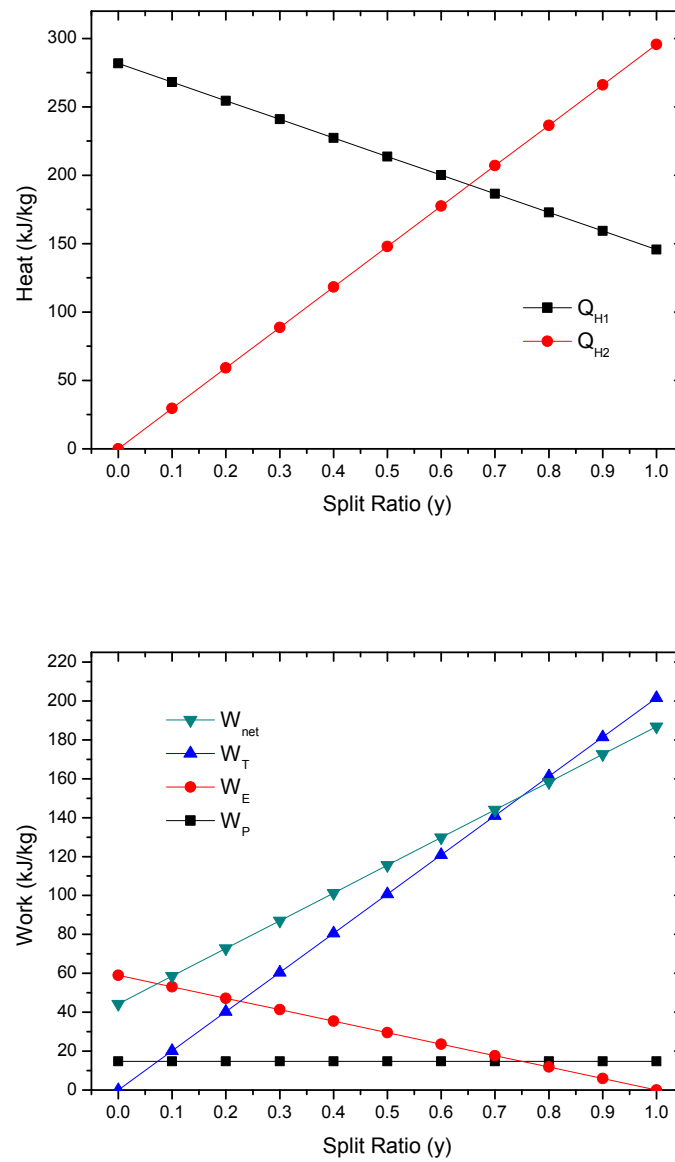 300
250
200
150
100
50
0
Heat (kJ/kg)
Q_H1
Q_H2
0.0 0.1 0.2 0.3 0.4 0.5 0.6 0.7 0.8 0.9 1.0
Split Ratio (y)
220
200
180
160
140
120
100
80
60
40
20
0
Work (kJ/kg)
W_net
W_T
W_E
W_P
0.0 0.1 0.2 0.3 0.4 0.5 0.6 0.7 0.8 0.9 1.0
Split Ratio (y)